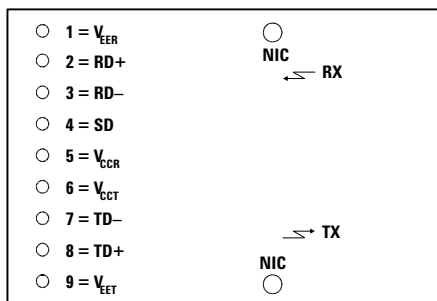 1 = VEER
NIC
2 = RD+
RX
3 = RD–
4 = SD
5 = VCCR
6 = VCCT
7 = TD–
TX
8 = TD+
NIC
9 = VEET